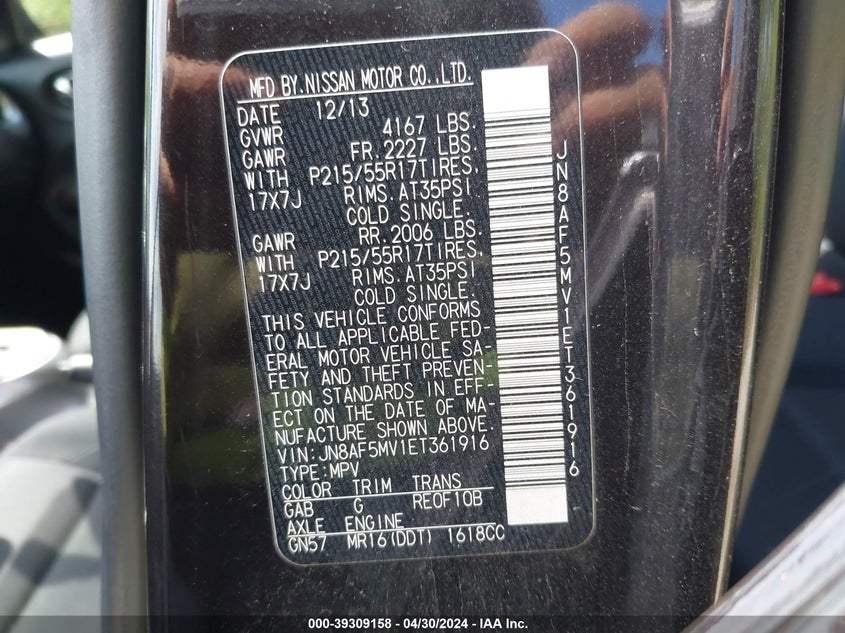 MFD BY.NISSAN MOTOR CO.,LTD.
DATE 12/13
GVWR 4167 LBS.
GAWR FR.2227 LBS.
WITH P215/55R17TIRES.
17X7J RIMS.AT35PSI
COLD SINGLE.
GAWR RR.2006 LBS.
WITH P215/55R17TIRES.
17X7J RIMS.AT35PSI
COLD SINGLE.
THIS VEHICLE CONFORMS
TO ALL APPLICABLE FED-
ERAL MOTOR VEHICLE SA-
FETY AND THEFT PREVEN-
TION STANDARDS IN EFF-
ECT ON THE DATE OF MA-
NUFACTURE SHOWN ABOVE.
VIN:JN8AF5MV1ET361916
TYPE:MPV
COLOR TRIM TRANS
GAB G RE0F10B
AXLE ENGINE
GN57 MR16(DDT) 1618CC
JN8AF5MV1ET361916
000-39309158 - 04/30/2024 - IAA Inc.